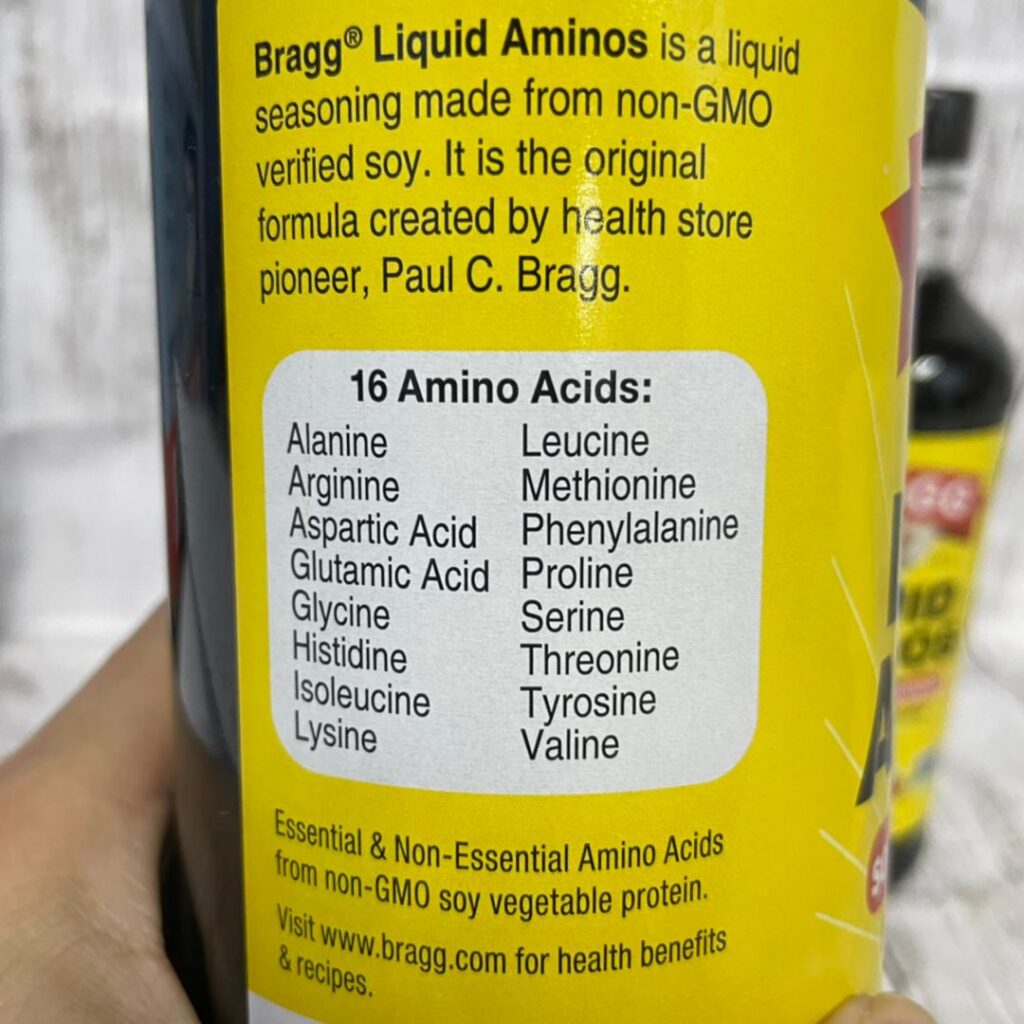 Bragg® Liquid Aminos is a liquid
seasoning made from non-GMO
verified soy. It is the original
formula created by health store
pioneer, Paul C. Bragg.
16 Amino Acids:
Alanine
Arginine
Aspartic Acid
Glutamic Acid
Glycine
Histidine
Isoleucine
Lysine
Leucine
Methionine
Phenylalanine
Proline
Serine
Threonine
Tyrosine
Valine
Essential & Non-Essential Amino Acids
from non-GMO soy vegetable protein.
Visit www.bragg.com for health benefits
& recipes.